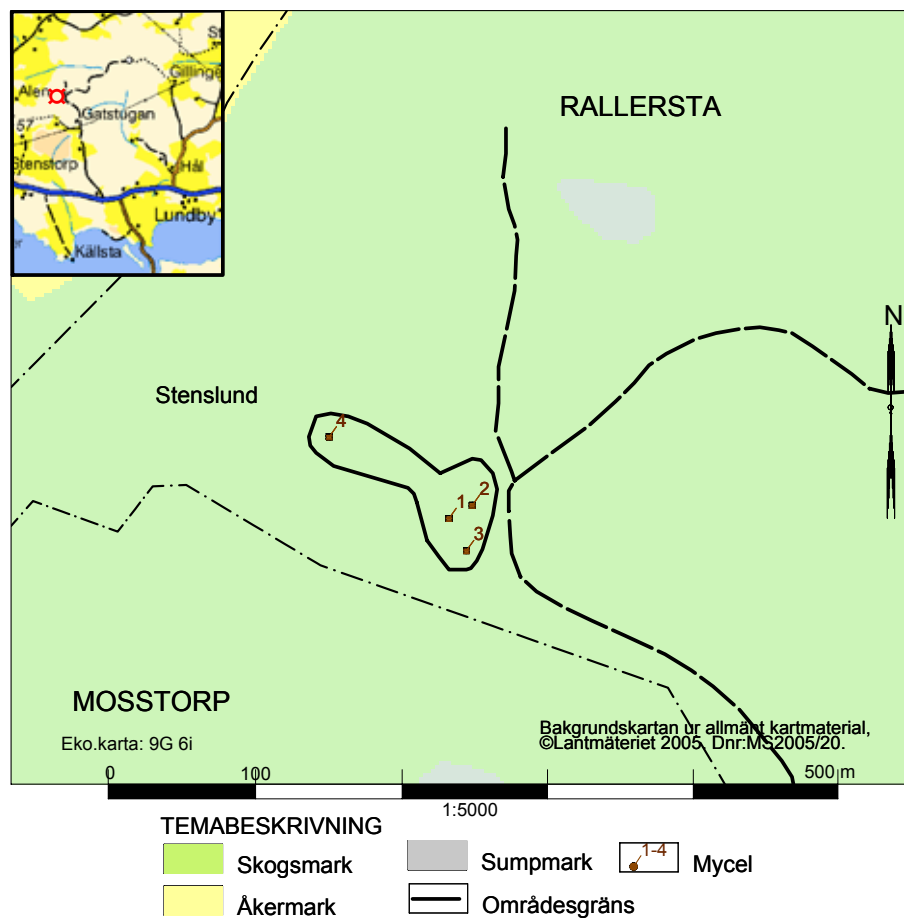 Gillinge
Alem
Gatstugan
57
Stenstorp
Hål
Lundby
Källsta
RALLERSTA
N
Stenslund
4
1
2
3
MOSSTORP
Eko.karta: 9G 6i
Bakgrundskartan ur allmänt kartmaterial,
©Lantmäteriet 2005, Dnr:MS2005/20.
0 100 500 m
1:5000
TEMABESKRIVNING
Skogsmark
Sumpmark
1-4
Mycel
Åkermark
Områdesgräns